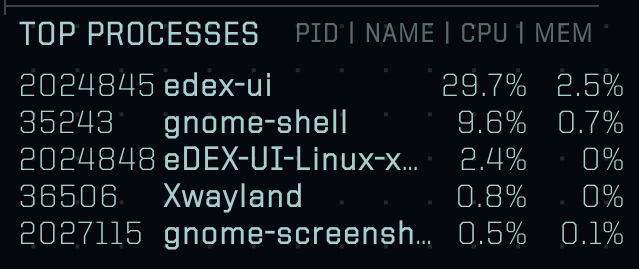 TOP PROCESSES PID | NAME | CPU | MEM
2024845 edex-ui 29.7% 2.5%
35243 gnome-shell 9.6% 0.7%
2024848 eDEX-UI-Linux-x... 2.4% 0%
36506 Xwayland 0.8% 0%
2027115 gnome-screensh... 0.5% 0.1%